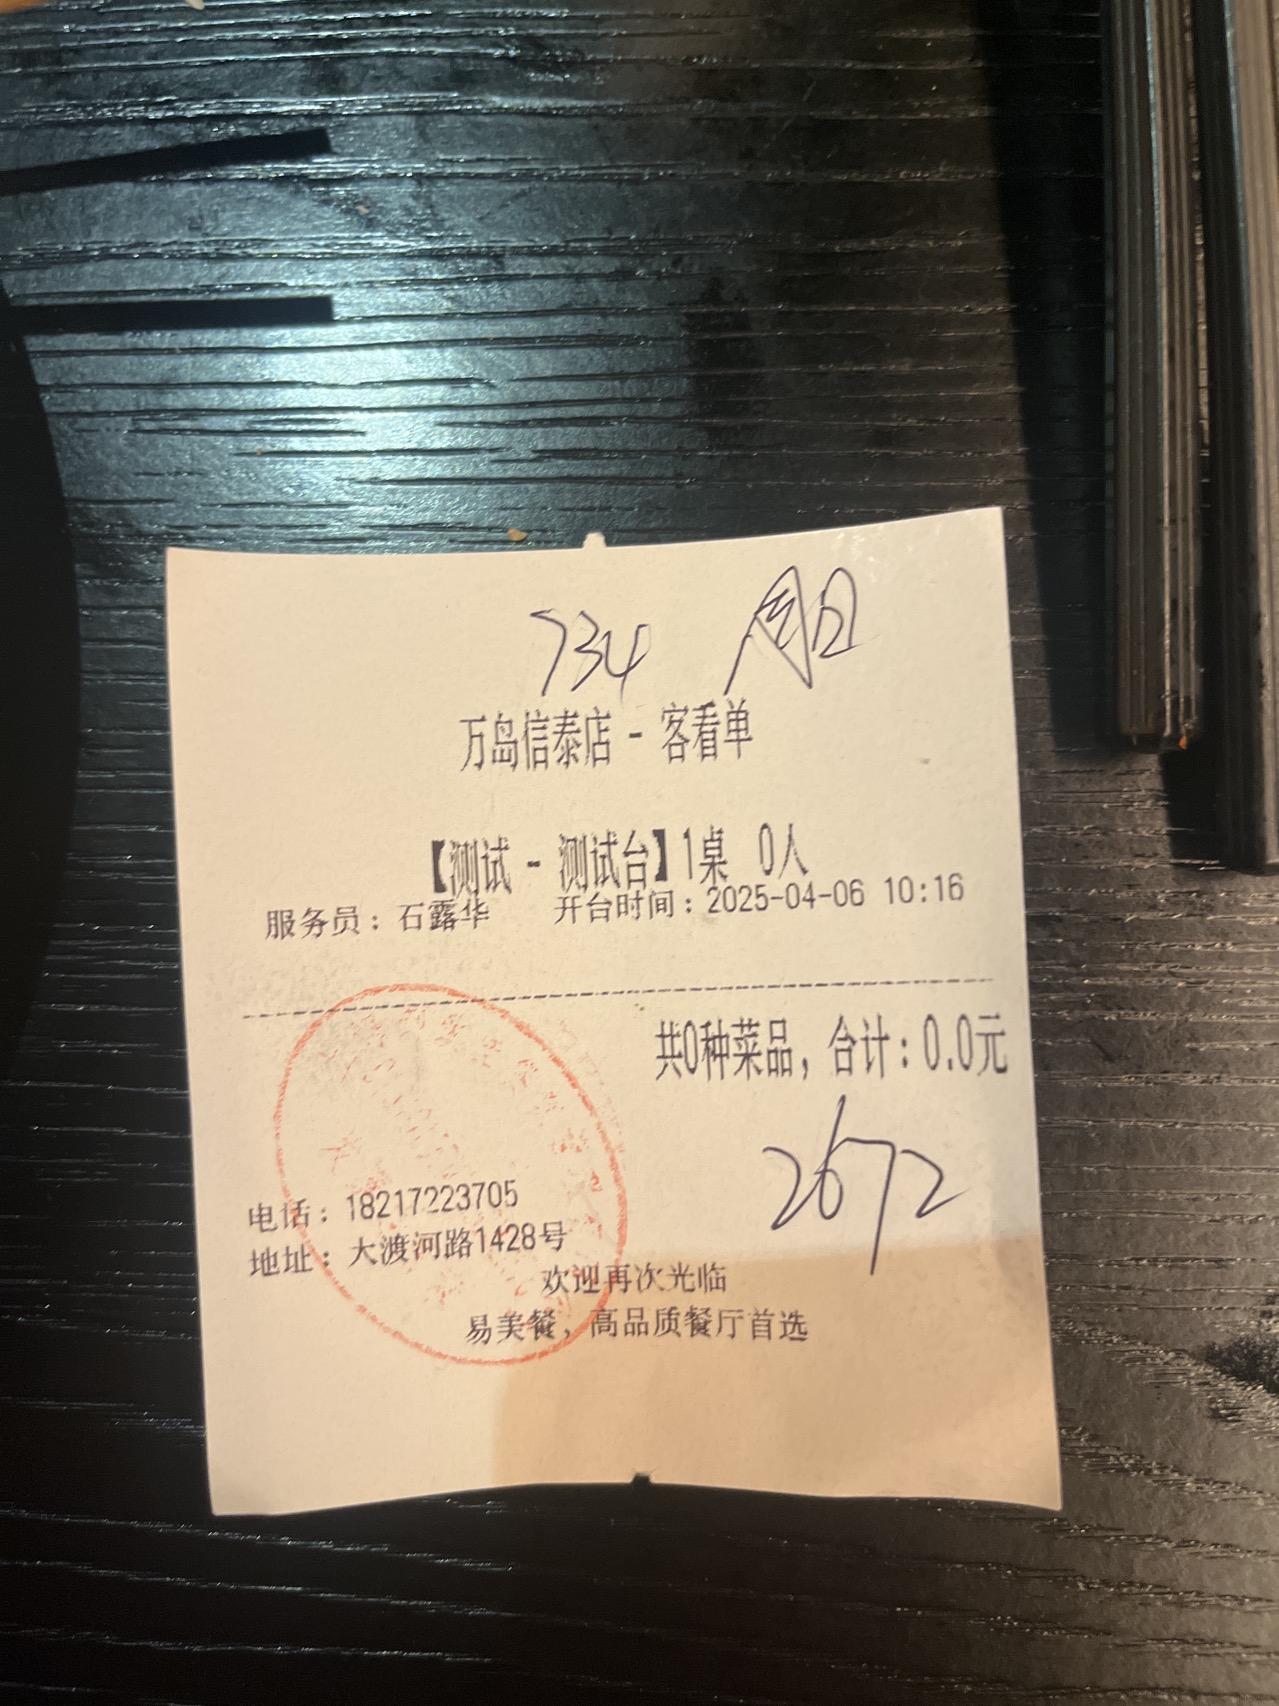 734 周日
万岛信泰店 - 客看单
【测试 - 测试台】1桌 0人
服务员：石露华 开台时间：2025-04-06 10:16
共0种菜品，合计：0.0元
2672
电话：18217223705
地址：大渡河路1428号
欢迎再次光临
易美餐，高品质餐厅首选